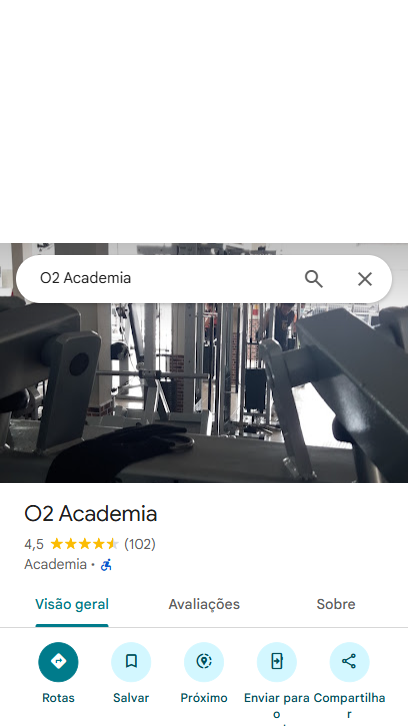 O2 Academia
O2 Academia
4,5 (102)
Academia ·
Visão geral Avaliações Sobre
Rotas Salvar Próximo Enviar para o Compartilhar